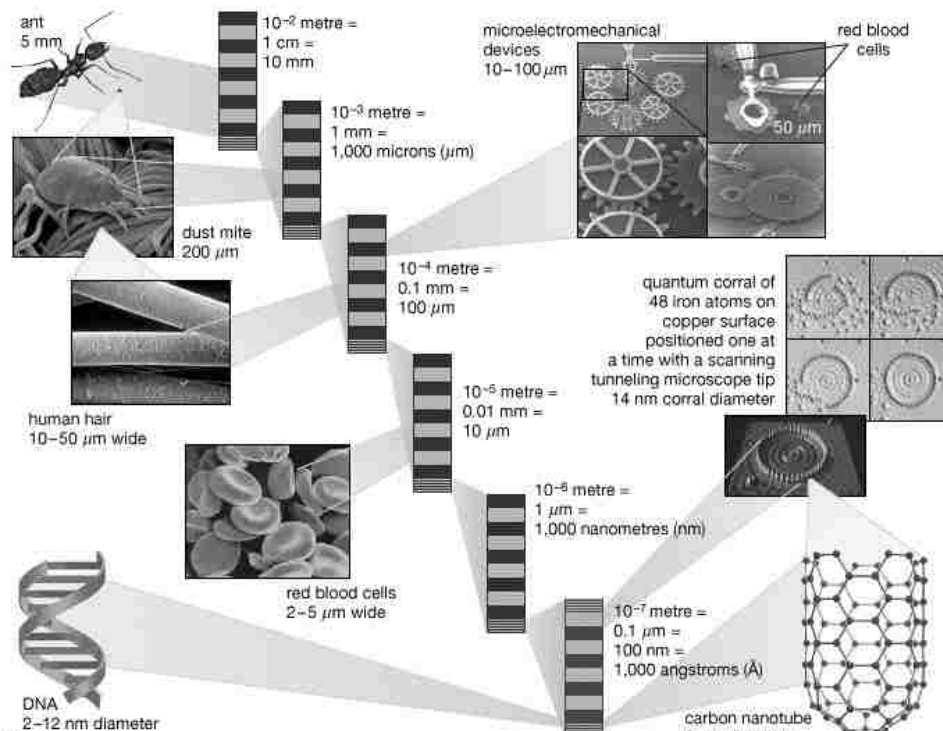 ant
5 mm
10⁻² metre =
1 cm =
10 mm
microelectromechanical
devices
10–100 µm
red blood
cells
50 µm
10⁻³ metre =
1 mm =
1,000 microns (µm)
dust mite
200 µm
10⁻⁴ metre =
0.1 mm =
100 µm
quantum corral of
48 iron atoms on
copper surface
positioned one at
a time with a scanning
tunneling microscope tip
14 nm corral diameter
human hair
10–50 µm wide
10⁻⁵ metre =
0.01 mm =
10 µm
10⁻⁶ metre =
1 µm =
1,000 nanometres (nm)
red blood cells
2–5 µm wide
10⁻⁷ metre =
0.1 µm =
100 nm =
1,000 angstroms (Å)
DNA
2–12 nm diameter
carbon nanotube